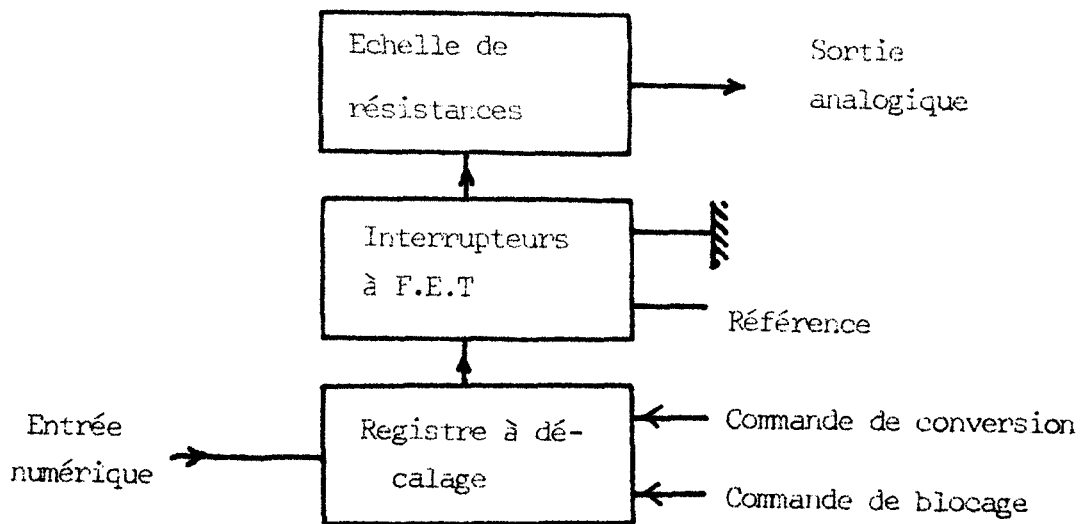 Echelle de
résistances
Sortie
analogique
Interrupteurs
à F.E.T
Référence
Entrée
numérique
Registre à dé-
calage
Commande de conversion
Commande de blocage